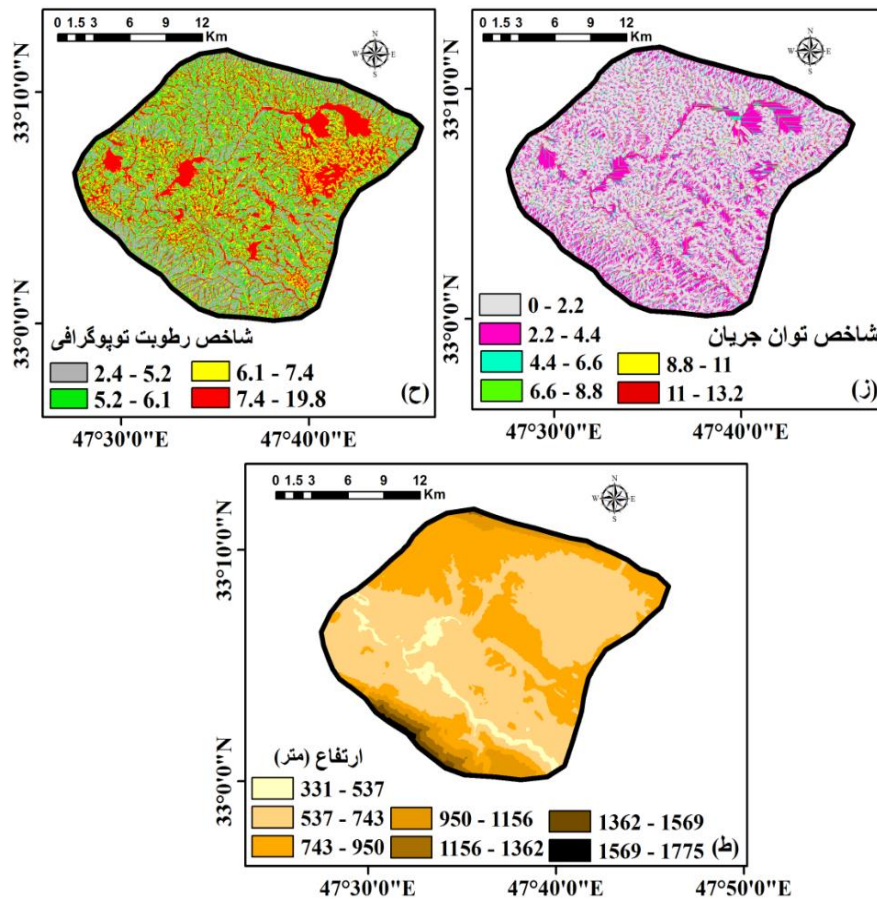 0 1.5 3 6 9 12
Km
N
W E
S
33°10'0"N
33°0'0"N
شاخص رطوبت توپوگرافی
2.4 - 5.2
6.1 - 7.4
5.2 - 6.1
7.4 - 19.8
(ح)
47°30'0"E
47°40'0"E
0 1.5 3 6 9 12
Km
N
W E
S
33°10'0"N
33°0'0"N
0 - 2.2
2.2 - 4.4
شاخص توان جریان
4.4 - 6.6
8.8 - 11
6.6 - 8.8
11 - 13.2
(ز)
47°30'0"E
47°40'0"E
0 1.5 3 6 9 12
Km
N
W E
S
33°10'0"N
33°0'0"N
ارتفاع (متر)
331 - 537
537 - 743
950 - 1156
1362 - 1569
743 - 950
1156 - 1362
1569 - 1775
(ط)
47°30'0"E
47°40'0"E
47°50'0"E